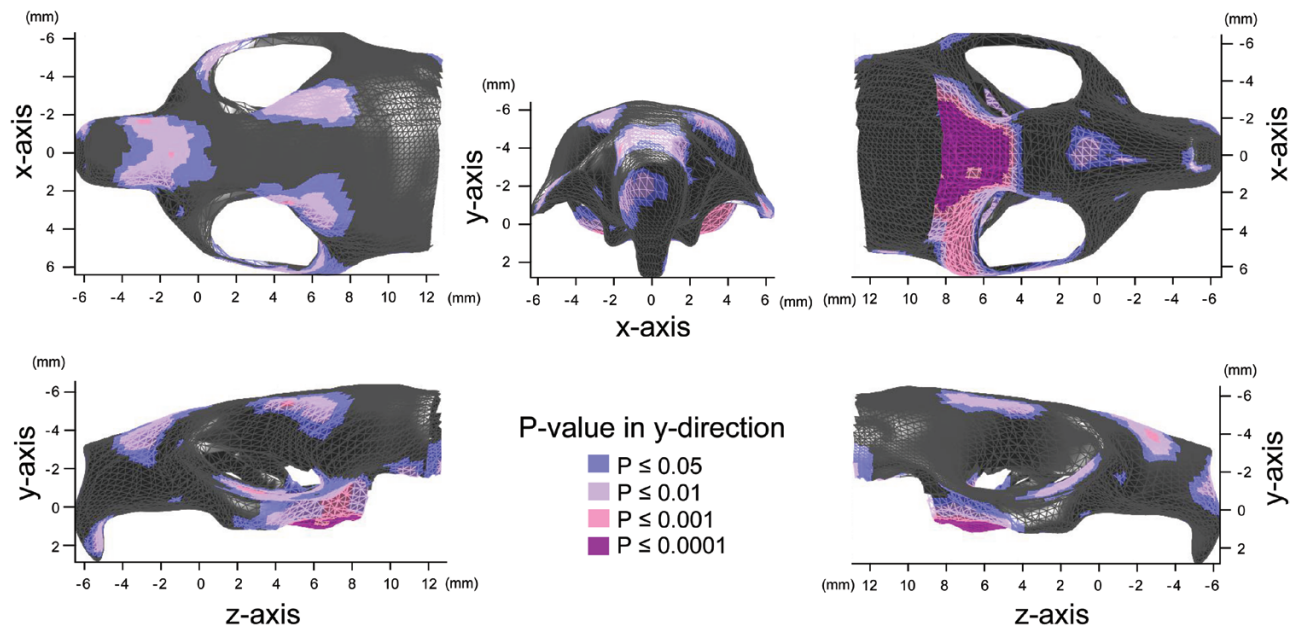 (mm)
-6
-4
-2
0
2
4
6
x-axis
-6 -4 -2 0 2 4 6 8 10 12 (mm)
(mm)
-6
-4
-2
0
2
y-axis
-6 -4 -2 0 2 4 6 (mm)
x-axis
(mm)
-6
-4
-2
0
2
4
6
x-axis
12 10 8 6 4 2 0 -2 -4 -6
(mm)
-6
-4
-2
0
2
y-axis
-6 -4 -2 0 2 4 6 8 10 12 (mm)
z-axis
P-value in y-direction
P ≤ 0.05
P ≤ 0.01
P ≤ 0.001
P ≤ 0.0001
(mm)
-6
-4
-2
0
2
y-axis
(mm) 12 10 8 6 4 2 0 -2 -4 -6
z-axis